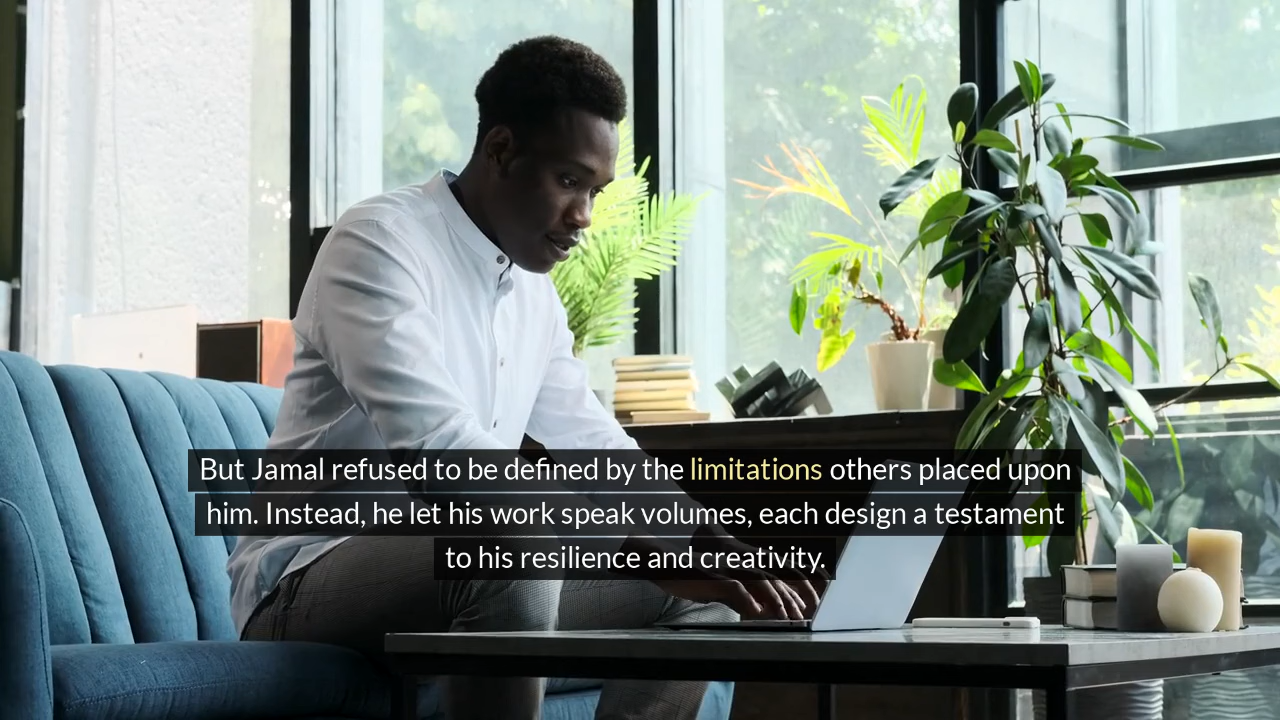 But Jamal refused to be defined by the limitations others placed upon
him. Instead, he let his work speak volumes, each design a testament
to his resilience and creativity.